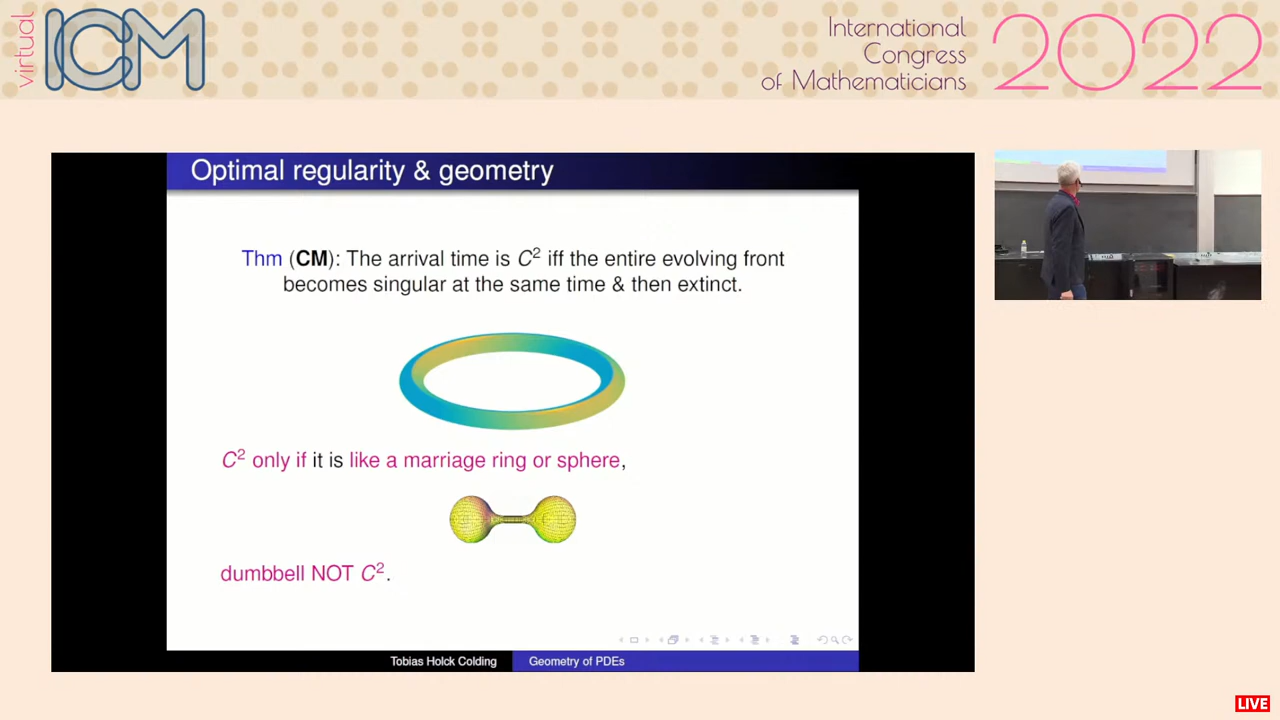 virtual
ICM
International
Congress
of Mathematicians
2022
Optimal regularity & geometry
Thm (CM): The arrival time is C² iff the entire evolving front
becomes singular at the same time & then extinct.
C² only if it is like a marriage ring or sphere,
dumbbell NOT C².
Tobias Holck Colding
Geometry of PDEs
LIVE